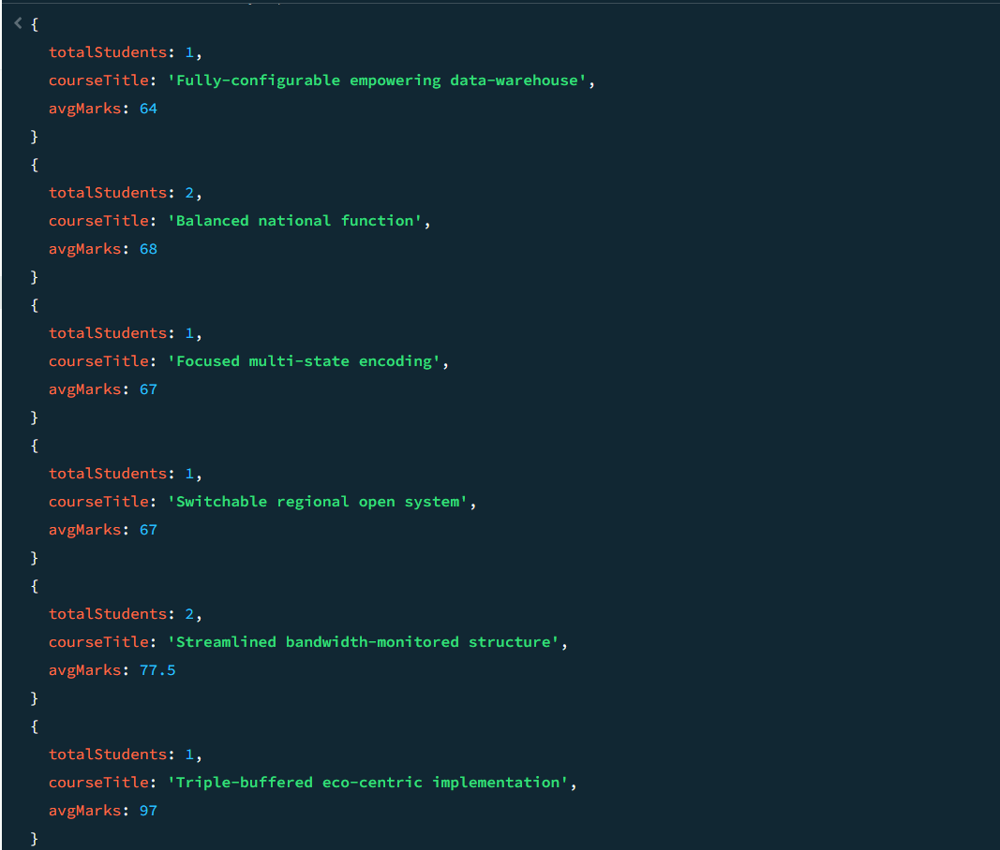 {
totalStudents: 1,
courseTitle: 'Fully-configurable empowering data-warehouse',
avgMarks: 64
}
{
totalStudents: 2,
courseTitle: 'Balanced national function',
avgMarks: 68
}
{
totalStudents: 1,
courseTitle: 'Focused multi-state encoding',
avgMarks: 67
}
{
totalStudents: 1,
courseTitle: 'Switchable regional open system',
avgMarks: 67
}
{
totalStudents: 2,
courseTitle: 'Streamlined bandwidth-monitored structure',
avgMarks: 77.5
}
{
totalStudents: 1,
courseTitle: 'Triple-buffered eco-centric implementation',
avgMarks: 97
}